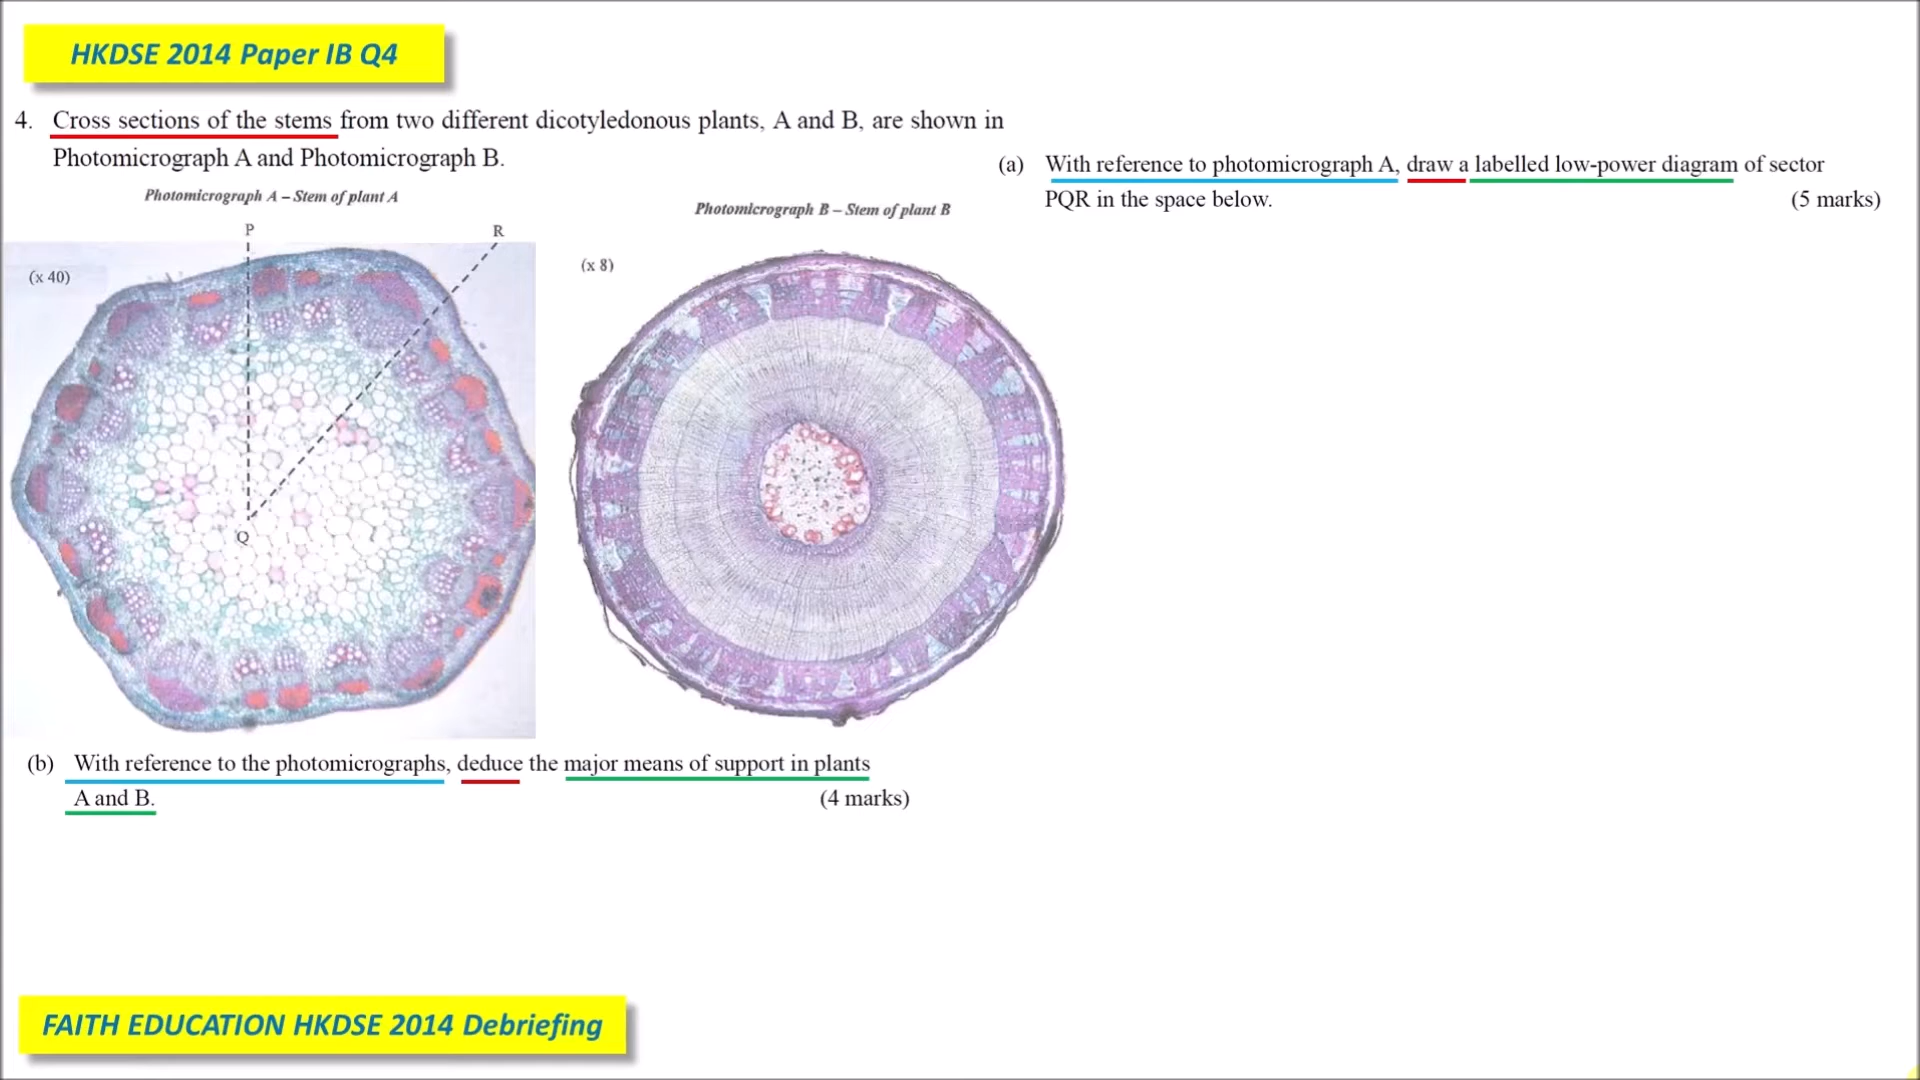 HKDSE 2014 Paper IB Q4
4. Cross sections of the stems from two different dicotyledonous plants, A and B, are shown in
Photomicrograph A and Photomicrograph B.
Photomicrograph A – Stem of plant A
P
R
(x 40)
Q
Photomicrograph B – Stem of plant B
(x 8)
(a) With reference to photomicrograph A, draw a labelled low-power diagram of sector
PQR in the space below. (5 marks)
(b) With reference to the photomicrographs, deduce the major means of support in plants
A and B. (4 marks)
FAITH EDUCATION HKDSE 2014 Debriefing